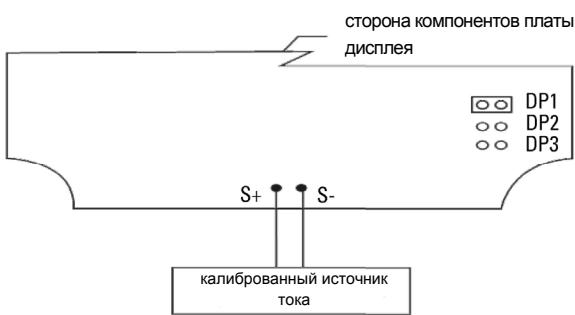 сторона компонентов платы
дисплея
DP1
DP2
DP3
S+ S-
калиброванный источник
тока